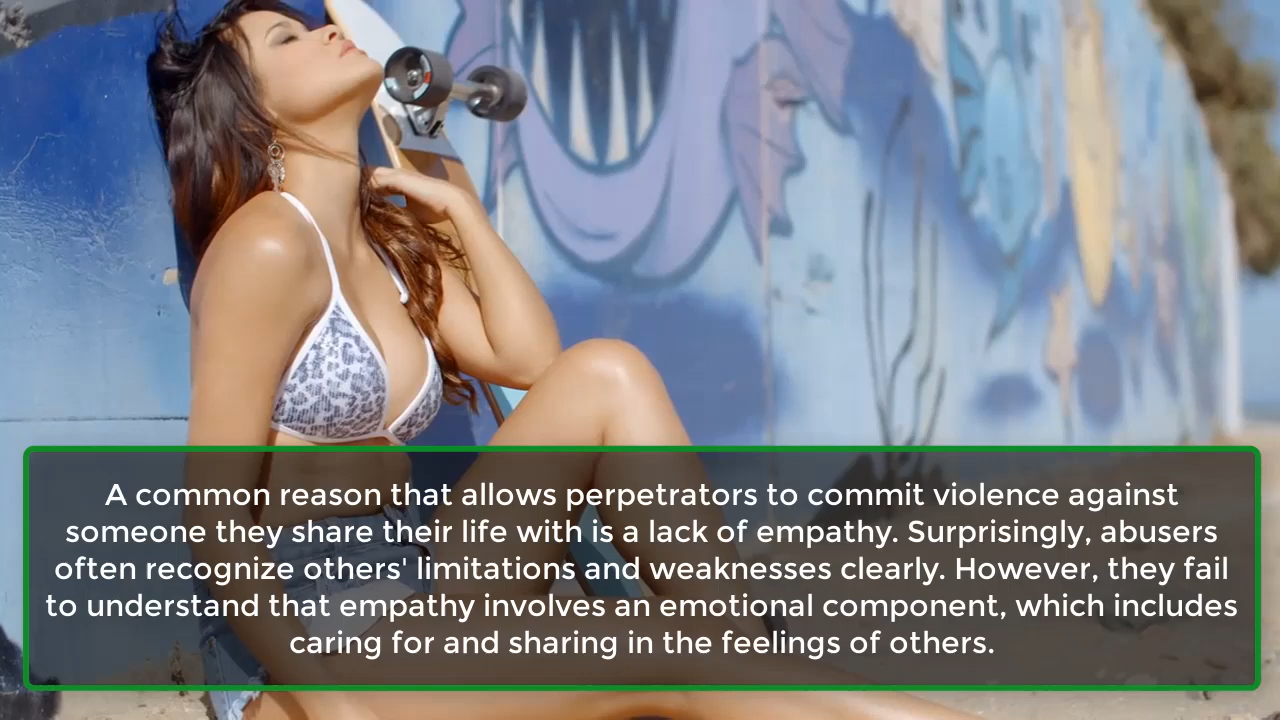 A common reason that allows perpetrators to commit violence against
someone they share their life with is a lack of empathy. Surprisingly, abusers
often recognize others' limitations and weaknesses clearly. However, they fail
to understand that empathy involves an emotional component, which includes
caring for and sharing in the feelings of others.